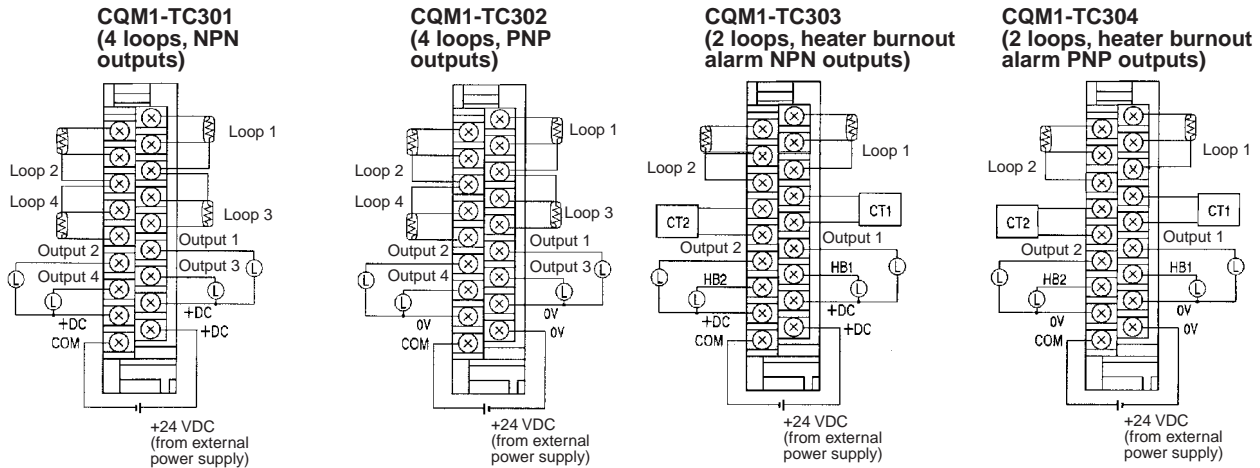 CQM1-TC301
(4 loops, NPN
outputs)
Loop 1
Loop 2
Loop 4
Loop 3
Output 2
Output 1
Output 4
Output 3
L
L
L
L
+DC
+DC
COM
+DC
+24 VDC
(from external
power supply)
CQM1-TC302
(4 loops, PNP
outputs)
Loop 1
Loop 2
Loop 4
Loop 3
Output 2
Output 1
Output 4
Output 3
L
L
L
L
0V
0V
COM
0V
+24 VDC
(from external
power supply)
CQM1-TC303
(2 loops, heater burnout
alarm NPN outputs)
Loop 1
Loop 2
CT1
CT2
Output 2
Output 1
HB2
HB1
L
L
L
L
+DC
+DC
COM
+DC
+24 VDC
(from external
power supply)
CQM1-TC304
(2 loops, heater burnout
alarm PNP outputs)
Loop 1
Loop 2
CT1
CT2
Output 2
Output 1
HB2
HB1
L
L
L
L
0V
0V
COM
0V
+24 VDC
(from external
power supply)